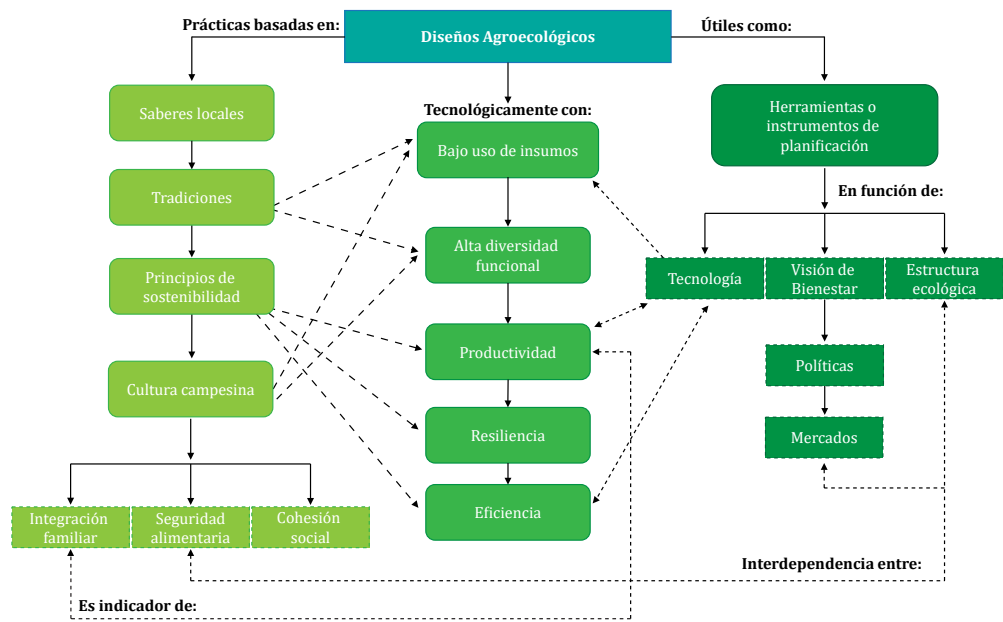 Prácticas basadas en:
Diseños Agroecológicos
Útiles como:
Saberes locales
Tradiciones
Principios de
sostenibilidad
Cultura campesina
Integración
familiar
Seguridad
alimentaria
Cohesión
social
Tecnológicamente con:
Bajo uso de insumos
Alta diversidad
funcional
Productividad
Resiliencia
Eficiencia
Herramientas o
instrumentos de
planificación
En función de:
Tecnología
Visión de
Bienestar
Estructura
ecológica
Políticas
Mercados
Interdependencia entre:
Es indicador de: